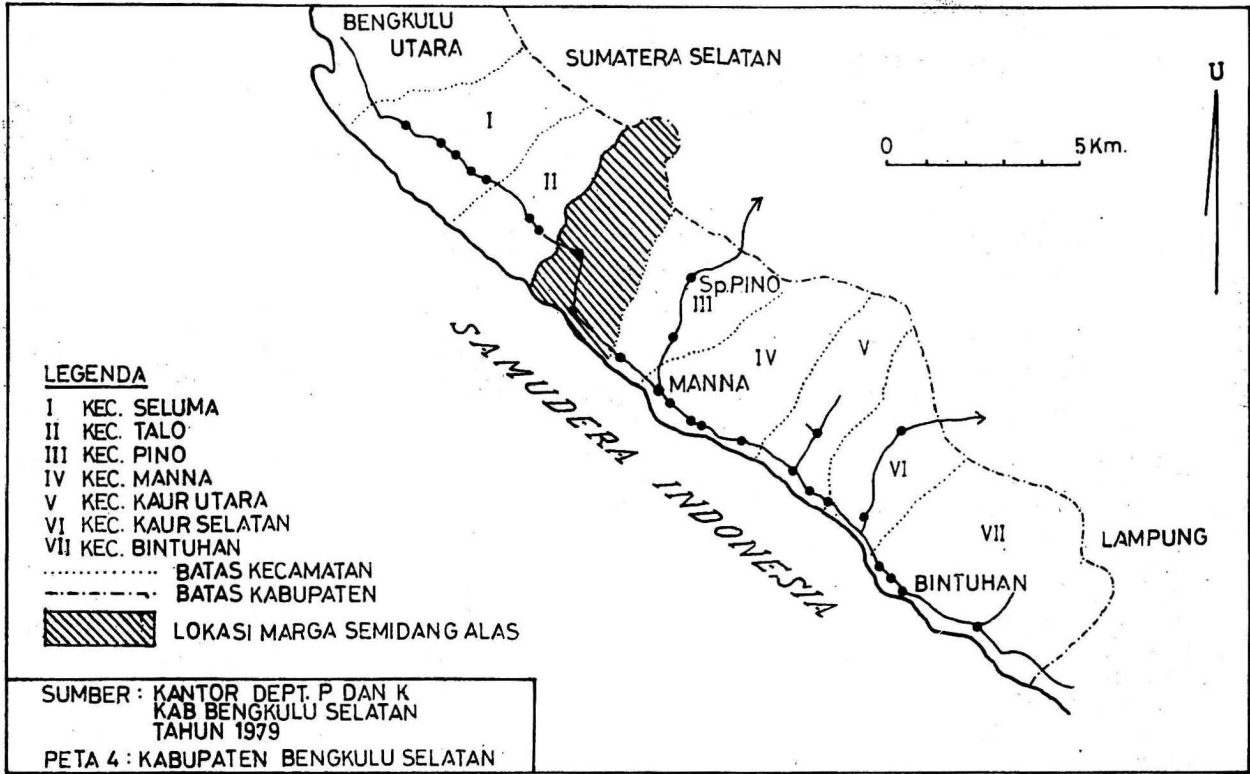 BENGKULU
UTARA
SUMATERA SELATAN
U
0 5 Km.
I
II
Sp.PINO
III
IV
V
MANNA
VI
VII
LAMPUNG
BINTUHAN
SAMUDERA INDONESIA
LEGENDA
I KEC. SELUMA
II KEC. TALO
III KEC. PINO
IV KEC. MANNA
V KEC. KAUR UTARA
VI KEC. KAUR SELATAN
VII KEC. BINTUHAN
BATAS KECAMATAN
BATAS KABUPATEN
LOKASI MARGA SEMIDANG ALAS
SUMBER : KANTOR DEPT. P DAN K
KAB BENGKULU SELATAN
TAHUN 1979
PETA 4 : KABUPATEN BENGKULU SELATAN